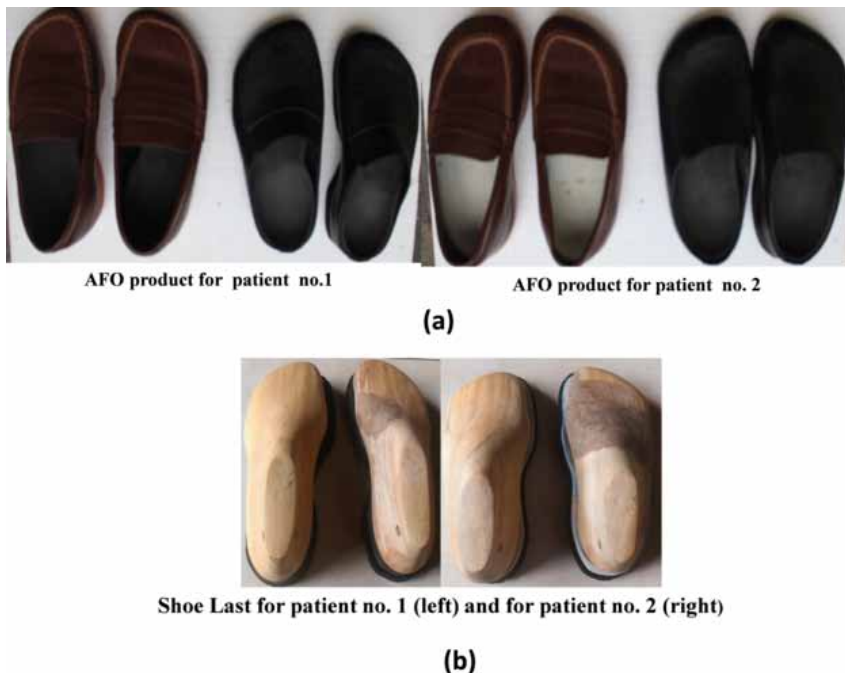 AFO product for patient no.1
AFO product for patient no. 2
(a)
Shoe Last for patient no. 1 (left) and for patient no. 2 (right)
(b)